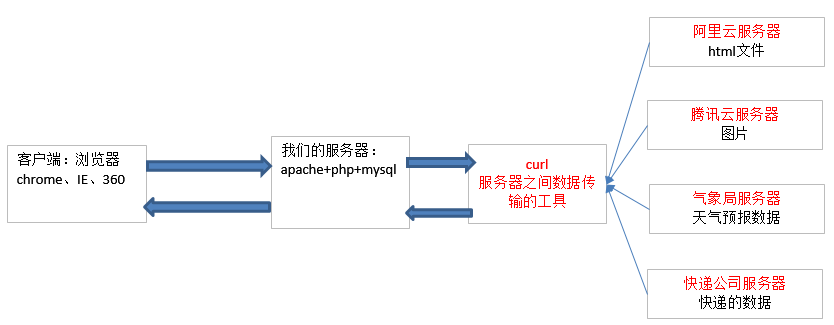 客户端：浏览器
chrome、IE、360
我们的服务器：
apache+php+mysql
curl
服务器之间数据传
输的工具
阿里云服务器
html文件
腾讯云服务器
图片
气象局服务器
天气预报数据
快递公司服务器
快递的数据